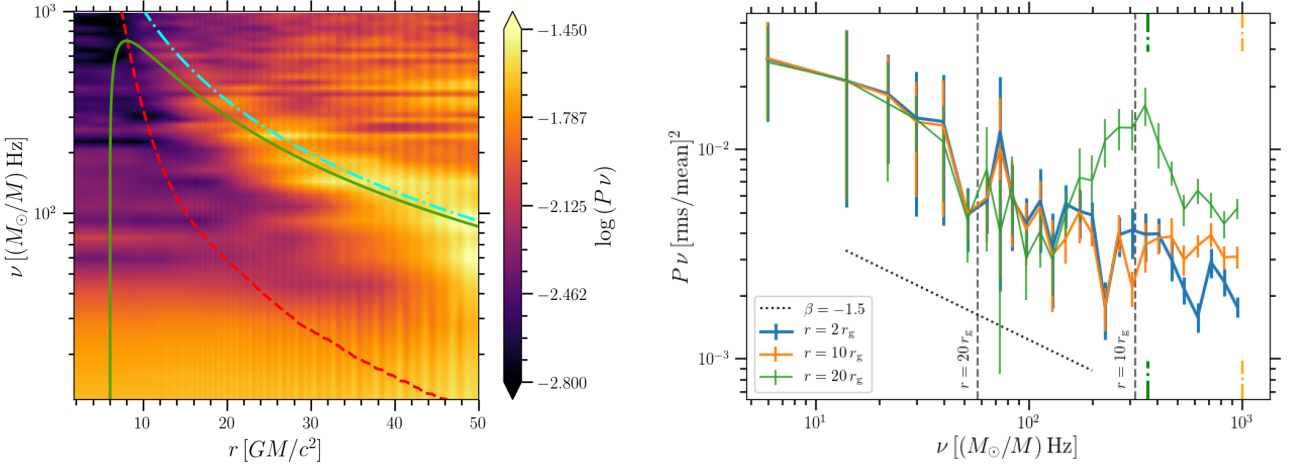 10³
10²
ν [(M⊙/M) Hz]
10
20
30
40
50
r [GM/c²]
−1.450
−1.787
−2.125
−2.462
−2.800
log (P ν)
10⁻²
10⁻³
P ν [rms/mean]²
β = −1.5
r = 2 r_g
r = 10 r_g
r = 20 r_g
r = 20 r_g
r = 10 r_g
10¹
10²
10³
ν [(M⊙/M) Hz]